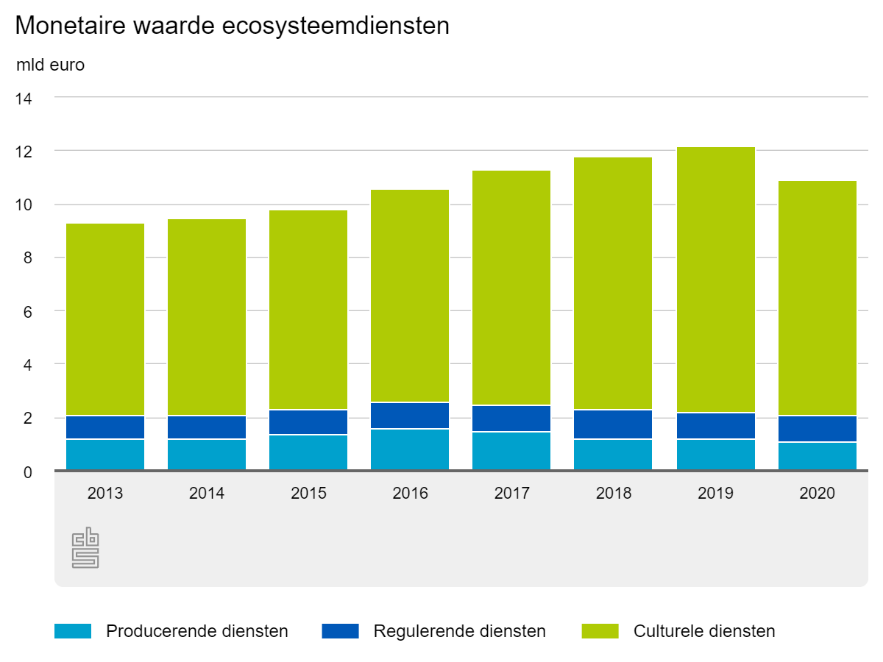 Monetaire waarde ecosysteemdiensten
mld euro
14
12
10
8
6
4
2
0
2013 2014 2015 2016 2017 2018 2019 2020
cbs
Producerende diensten Regulerende diensten Culturele diensten